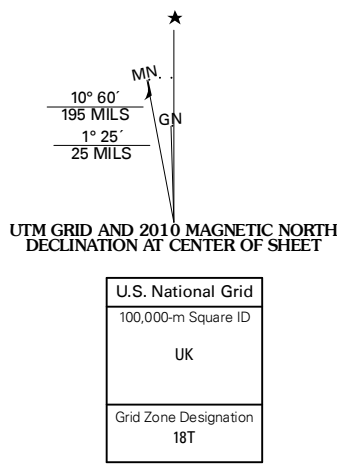 MN
10° 60´
195 MILS
GN
1° 25´
25 MILS
UTM GRID AND 2010 MAGNETIC NORTH
DECLINATION AT CENTER OF SHEET
U.S. National Grid
100,000-m Square ID
UK
Grid Zone Designation
18T